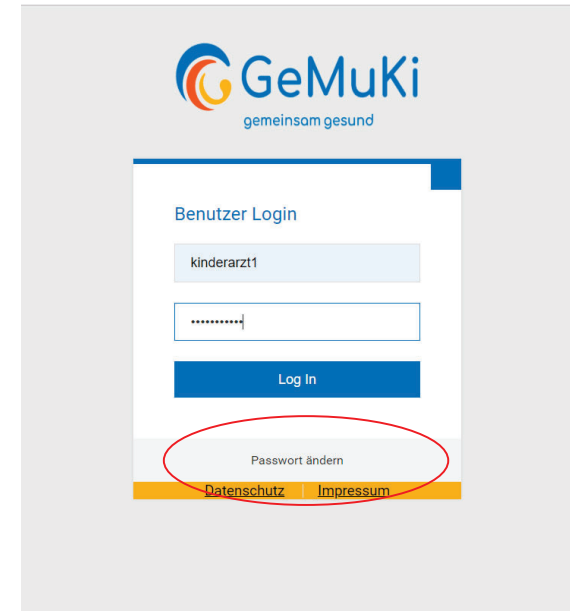 GeMuKi
gemeinsam gesund
Benutzer Login
kinderarzt1
•••••••••••
Log In
Passwort ändern
Datenschutz | Impressum